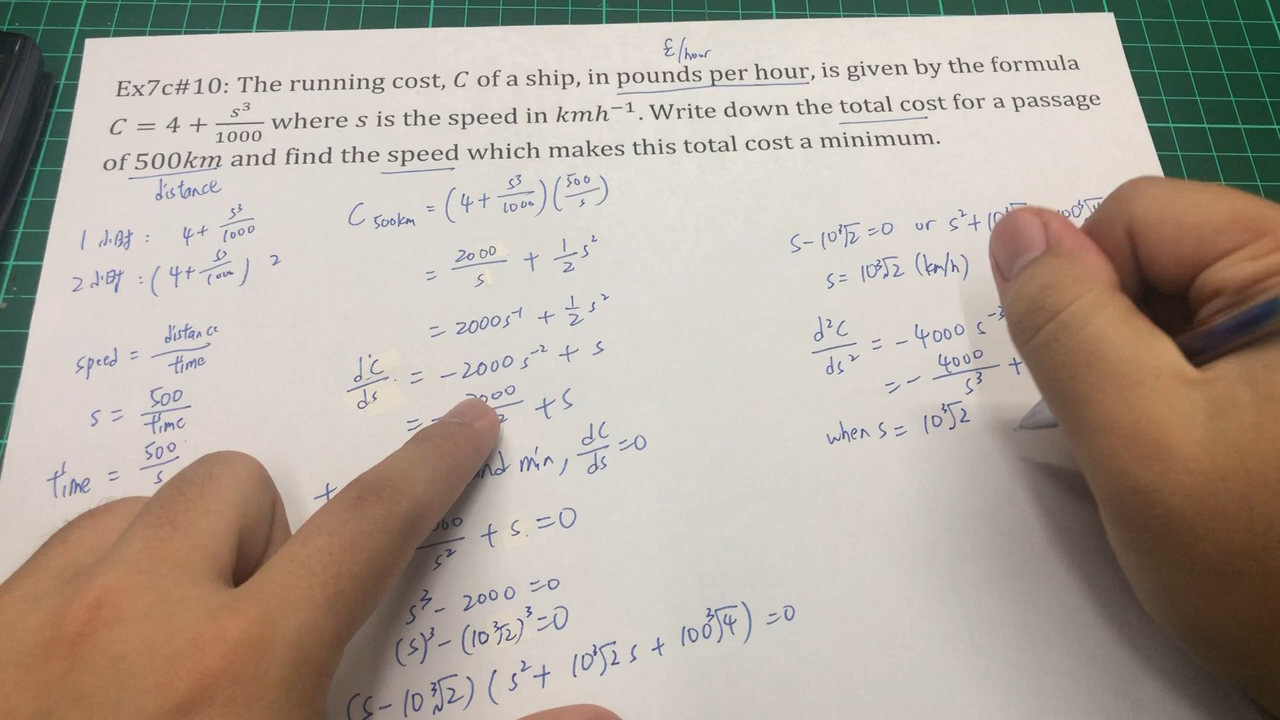 £/hour
Ex7c#10: The running cost, C of a ship, in pounds per hour, is given by the formula
C = 4 + s³/1000 where s is the speed in kmh⁻¹. Write down the total cost for a passage
of 500km and find the speed which makes this total cost a minimum.
distance
1小时: 4 + s³/1000
2小时: (4 + s³/1000) 2
speed = distance/time
s = 500/time
time = 500/s
C 500km = (4 + s³/1000)(500/s)
= 2000/s + 1/2 s²
= 2000s⁻¹ + 1/2 s²
dC/ds = -2000s⁻² + s
+ s
min, dC/ds = 0
/s² + s = 0
s³ - 2000 = 0
(s)³ - (10∛2)³ = 0
(s - 10∛2)(s² + 10∛2 s + 100∛4) = 0
s - 10∛2 = 0 or s² +
s = 10∛2 (km/h)
d²C/ds² = -4000 s⁻³
= - 4000/s³ +
when s = 10∛2